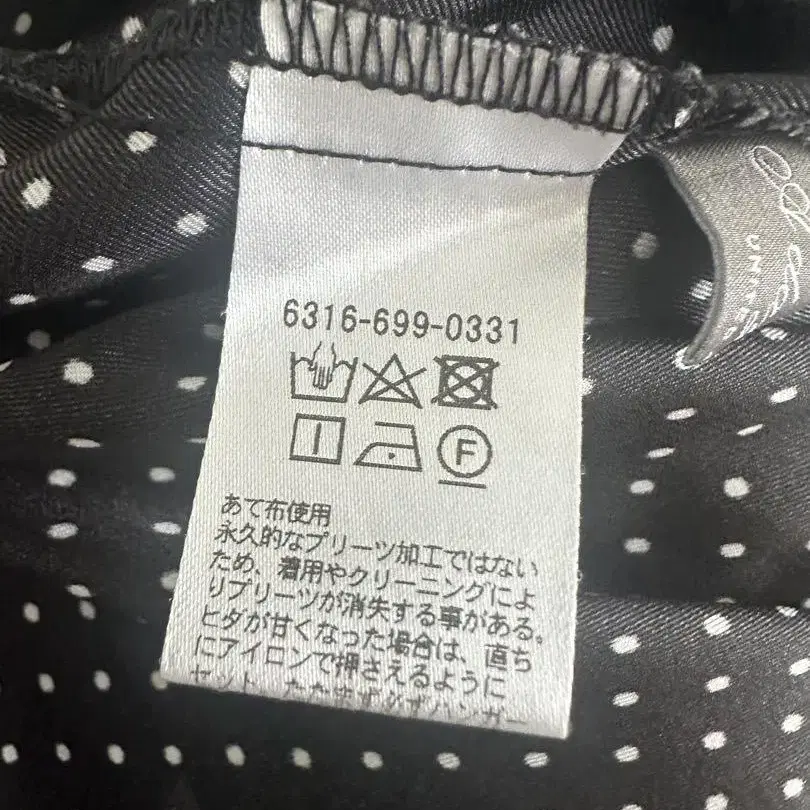 6316-699-0331
F
あて布使用
永久的なプリーツ加工ではない
ため、着用やクリーニングによ
りプリーツが消失する事がある。
ヒダが甘くなった場合は、直ち
にアイロンで押さえるように
UNITED